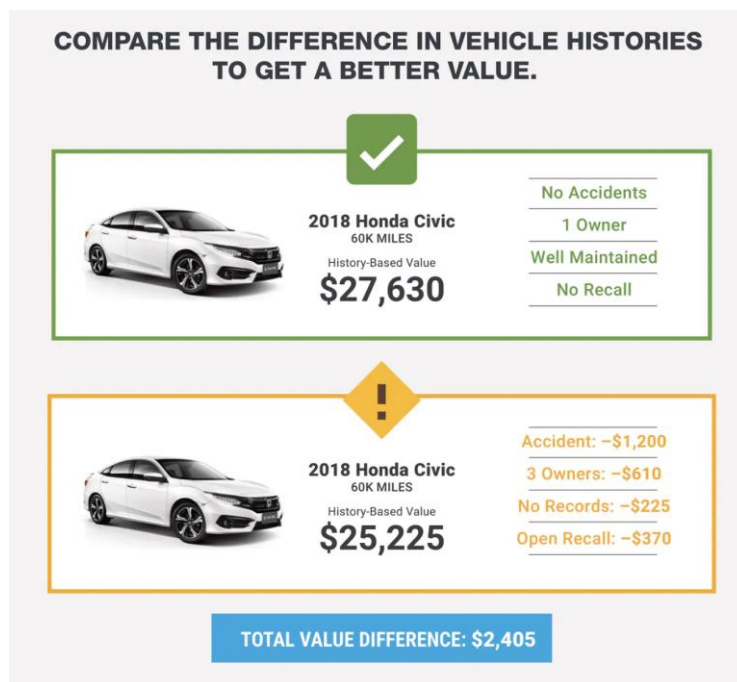 COMPARE THE DIFFERENCE IN VEHICLE HISTORIES
TO GET A BETTER VALUE.
2018 Honda Civic
60K MILES
History-Based Value
$27,630
No Accidents
1 Owner
Well Maintained
No Recall
!
2018 Honda Civic
60K MILES
History-Based Value
$25,225
Accident: –$1,200
3 Owners: –$610
No Records: –$225
Open Recall: –$370
TOTAL VALUE DIFFERENCE: $2,405